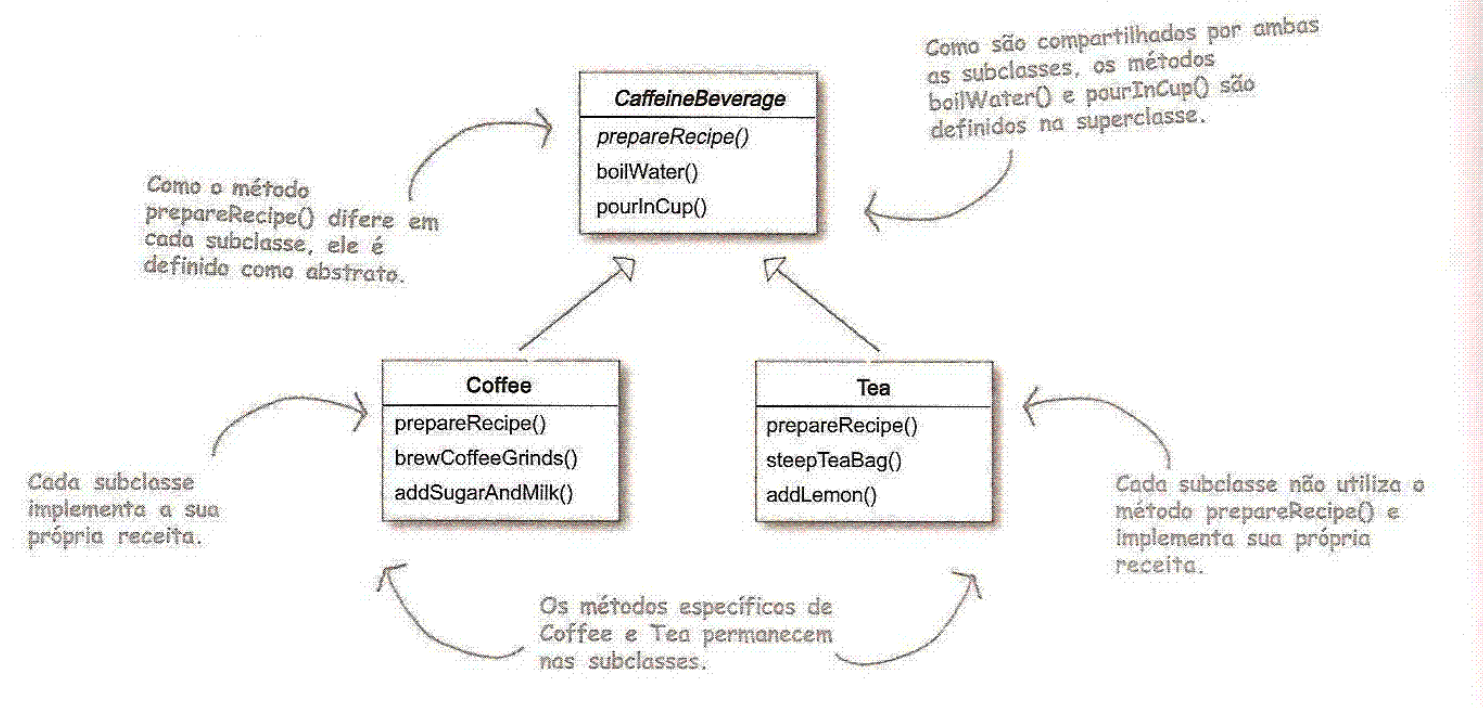 Como são compartilhados por ambas
as subclasses, os métodos
boilWater() e pourInCup() são
definidos na superclasse.
CaffeineBeverage
prepareRecipe()
boilWater()
pourInCup()
Como o método
prepareRecipe() difere em
cada subclasse, ele é
definido como abstrato.
Coffee
prepareRecipe()
brewCoffeeGrinds()
addSugarAndMilk()
Tea
prepareRecipe()
steepTeaBag()
addLemon()
Cada subclasse
implementa a sua
própria receita.
Cada subclasse não utiliza o
método prepareRecipe() e
implementa sua própria
receita.
Os métodos específicos de
Coffee e Tea permanecem
nas subclasses.